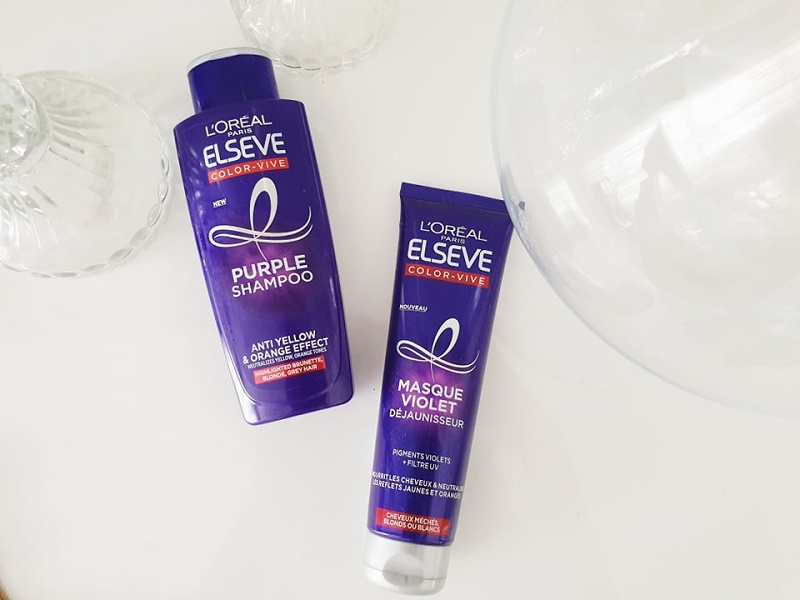 L'ORÉAL
PARIS
ELSEVE
COLOR-VIVE
NEW
PURPLE
SHAMPOO
ANTI YELLOW
& ORANGE EFFECT
NEUTRALIZES YELLOW, ORANGE TONES
HIGHLIGHTED BRUNETTE,
BLONDE, GREY HAIR
L'ORÉAL
PARIS
ELSEVE
COLOR-VIVE
NOUVEAU
MASQUE
VIOLET
DÉJAUNISSEUR
PIGMENTS VIOLETS
+ FILTRE UV
NOURRIT LES CHEVEUX & NEUTRALISE
LES REFLETS JAUNES ET ORANGÉS
CHEVEUX MÉCHÉS,
BLONDS OU BLANCS